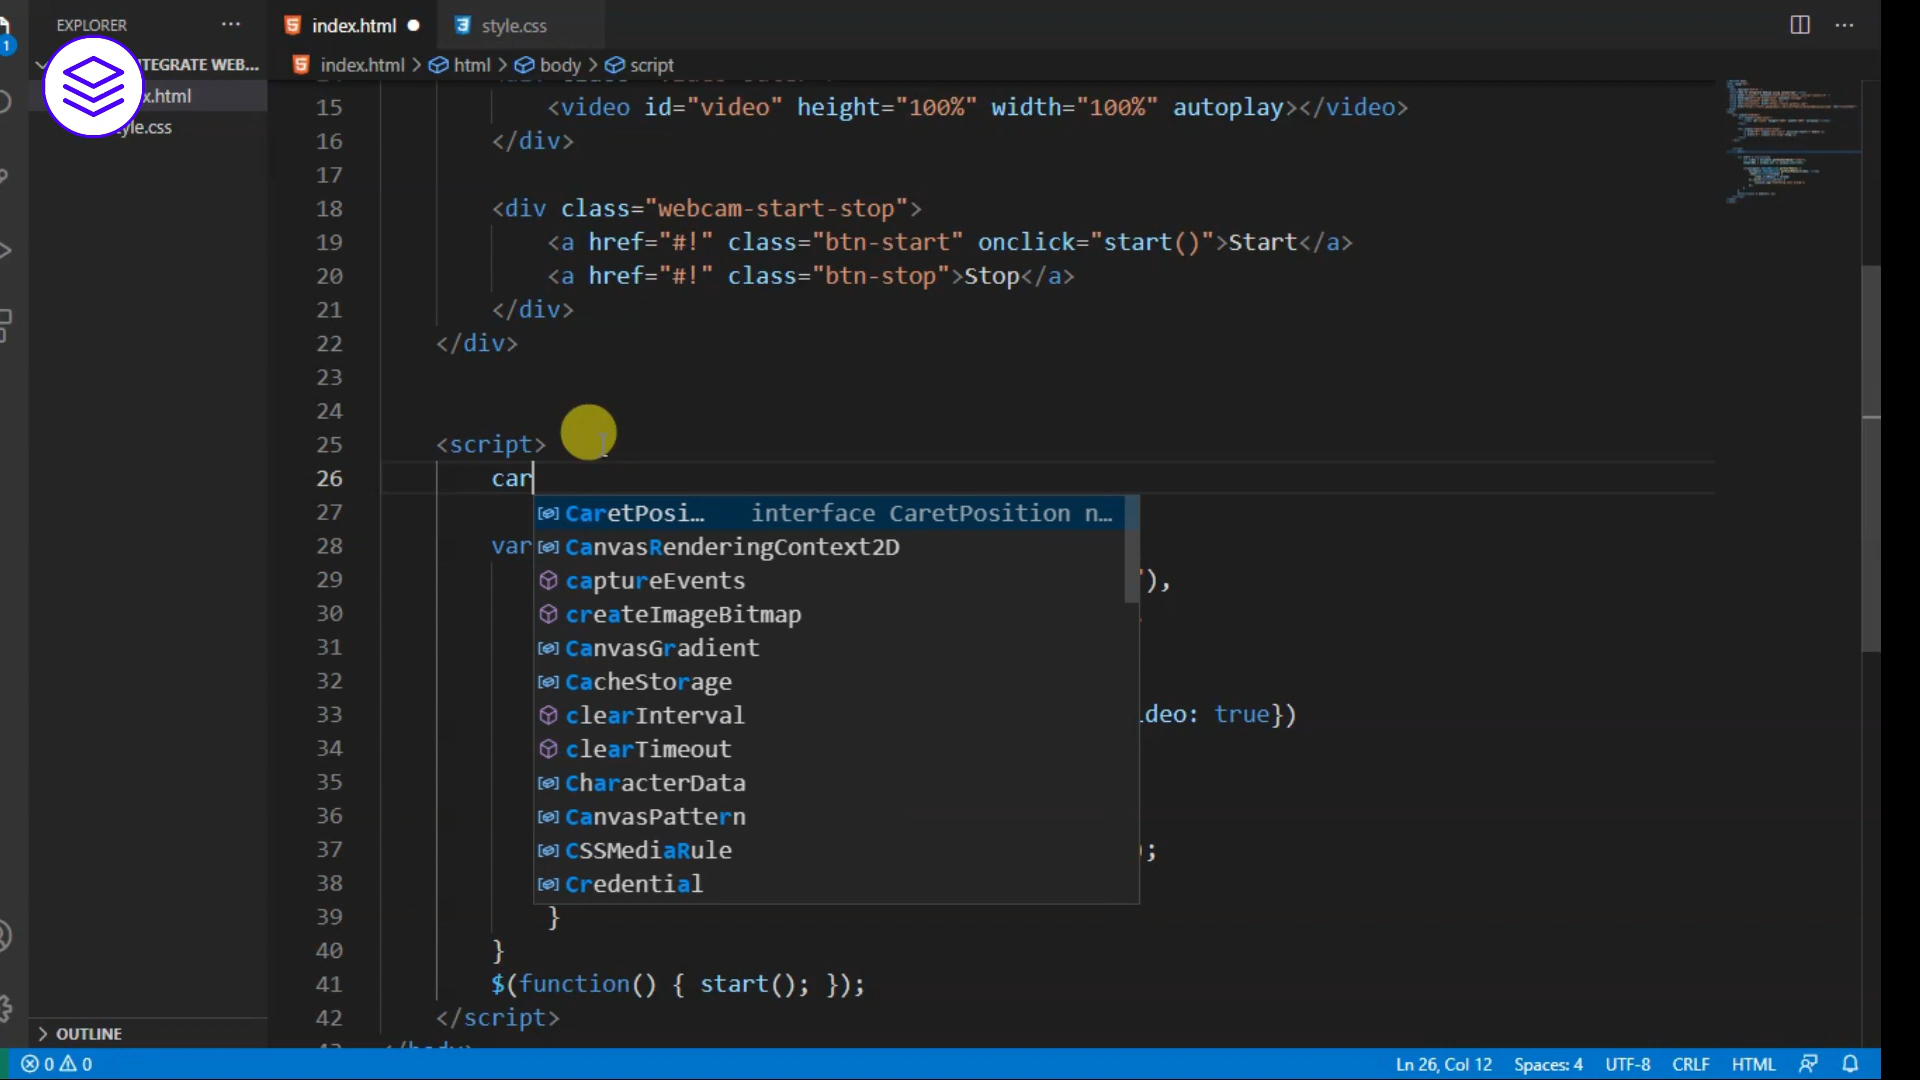 EXPLORER
···
index.html
style.css
···
TEGRATE WEB...
x.html
yle.css
index.html > html > body > script
15 <video id="video" height="100%" width="100%" autoplay></video>
16 </div>
17
18 <div class="webcam-start-stop">
19 <a href="#!" class="btn-start" onclick="start()">Start</a>
20 <a href="#!" class="btn-stop">Stop</a>
21 </div>
22 </div>
23
24
25 <script>
26 car
27 CaretPosi... interface CaretPosition n...
28 var CanvasRenderingContext2D
29 captureEvents ),
30 createImageBitmap
31 CanvasGradient
32 CacheStorage
33 clearInterval deo: true})
34 clearTimeout
35 CharacterData
36 CanvasPattern
37 CSSMediaRule );
38 Credential
39 }
40 }
41 $(function() { start(); });
42 </script>
OUTLINE
0 0
Ln 26, Col 12
Spaces: 4
UTF-8
CRLF
HTML
1